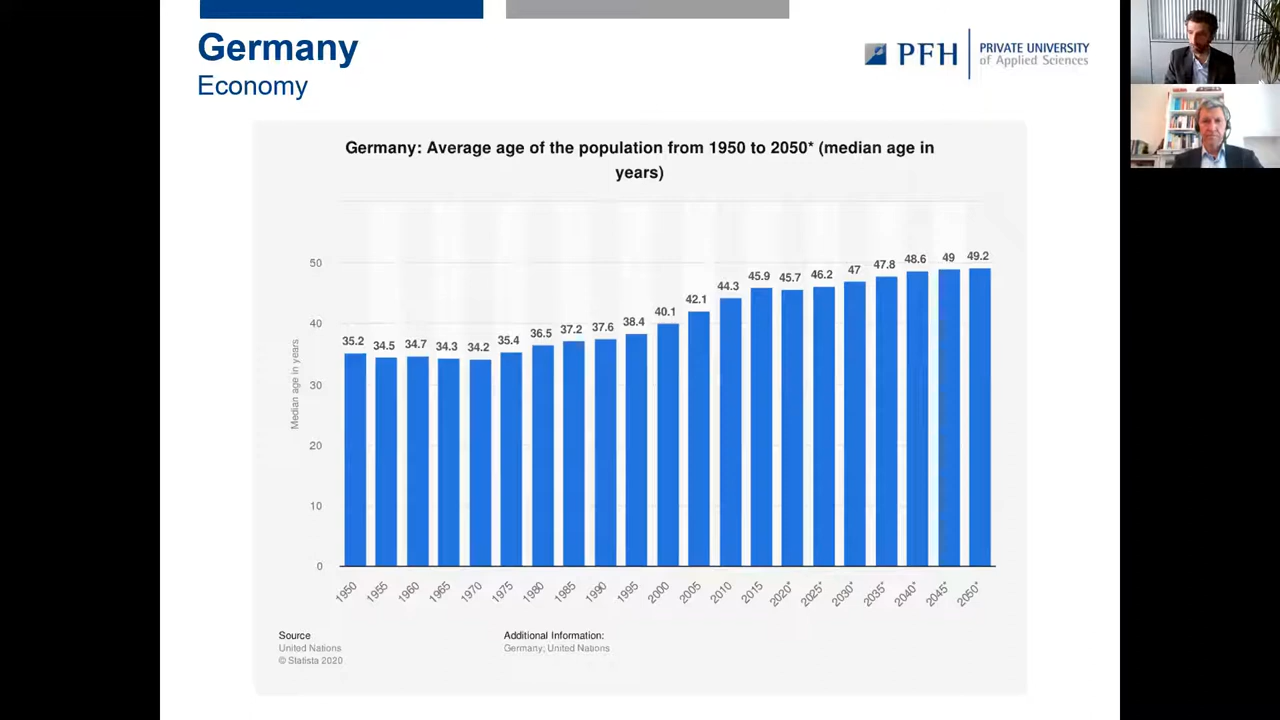 Germany
Economy
PFH PRIVATE UNIVERSITY
of Applied Sciences
Germany: Average age of the population from 1950 to 2050* (median age in
years)
Median age in years
50
40
30
20
10
0
35.2 34.5 34.7 34.3 34.2 35.4 36.5 37.2 37.6 38.4 40.1 42.1 44.3 45.9 45.7 46.2 47 47.8 48.6 49 49.2
1950 1955 1960 1965 1970 1975 1980 1985 1990 1995 2000 2005 2010 2015 2020* 2025* 2030* 2035* 2040* 2045* 2050*
Source
United Nations
© Statista 2020
Additional Information:
Germany; United Nations